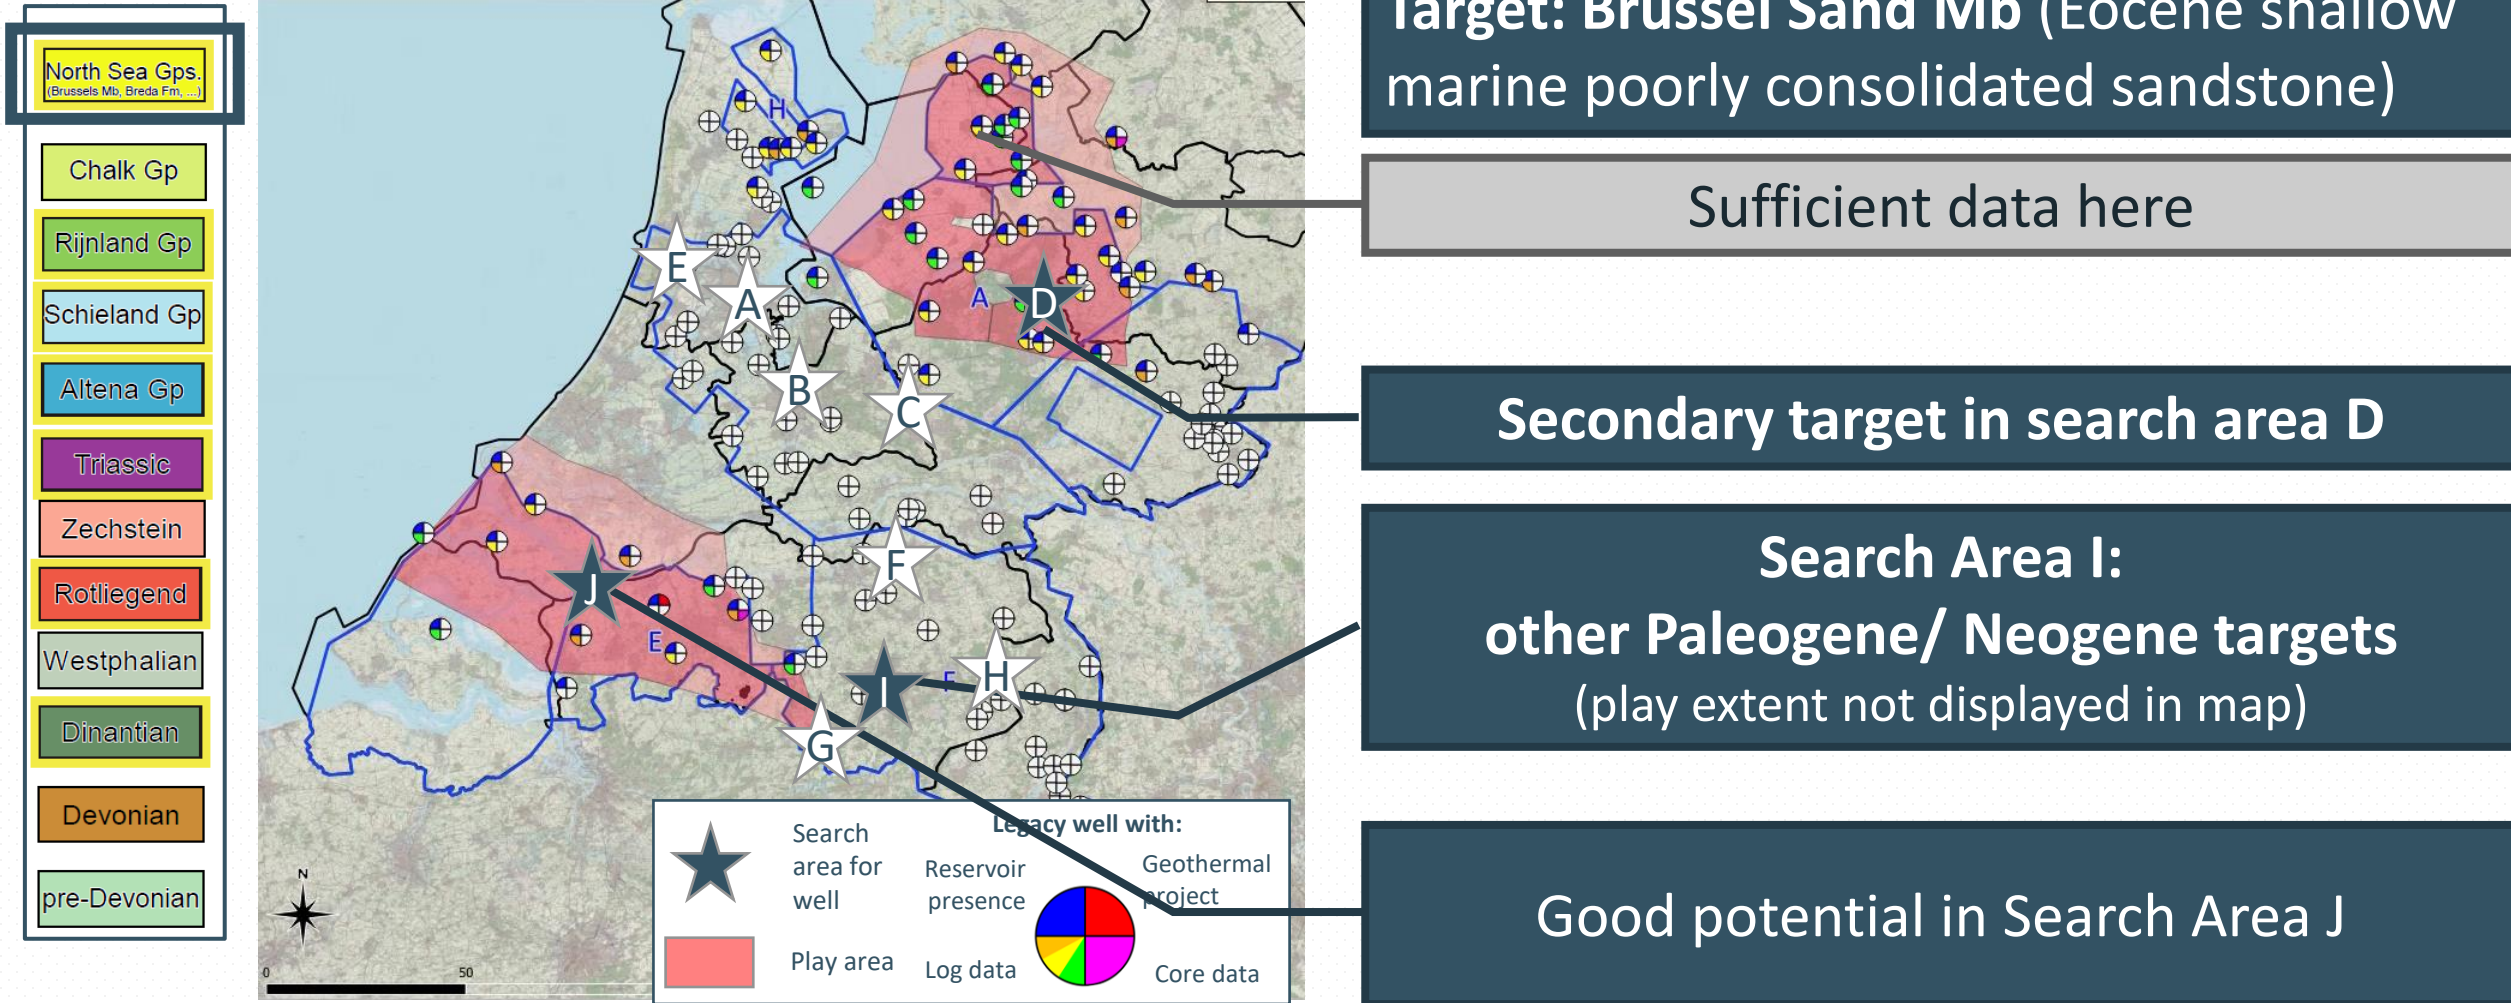 North Sea Gps.
(Brussels Mb, Breda Fm, ...)
Chalk Gp
Rijnland Gp
Schieland Gp
Altena Gp
Triassic
Zechstein
Rotliegend
Westphalian
Dinantian
Devonian
pre-Devonian
H
E
A
B
C
A
D
F
J
E
I
F
H
G
N
0
50
Search
area for
well
Play area
Legacy well with:
Reservoir
presence
Geothermal
project
Log data
Core data
Target: Brussel Sand Mb (Eocene shallow
marine poorly consolidated sandstone)
Sufficient data here
Secondary target in search area D
Search Area I:
other Paleogene/ Neogene targets
(play extent not displayed in map)
Good potential in Search Area J